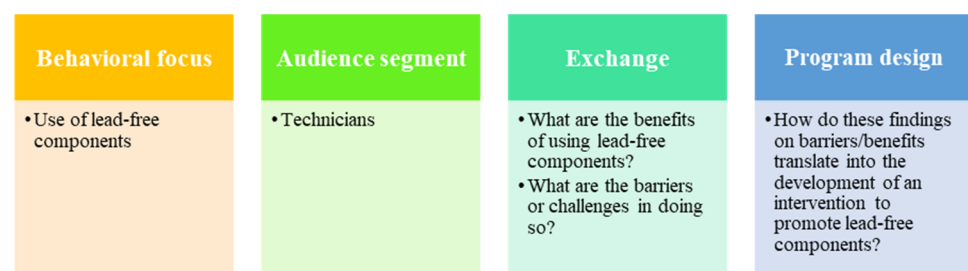 Behavioral focus
• Use of lead-free
components
Audience segment
• Technicians
Exchange
• What are the benefits
of using lead-free
components?
• What are the barriers
or challenges in doing
so?
Program design
• How do these findings
on barriers/benefits
translate into the
development of an
intervention to
promote lead-free
components?